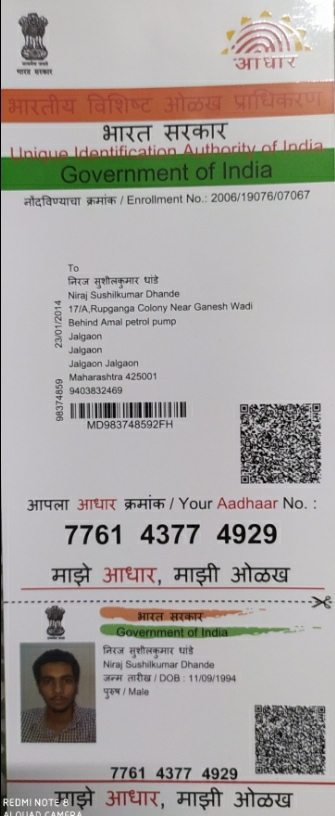 भारत सरकार
आधार
भारतीय विशिष्ट ओळख प्राधिकरण
भारत सरकार
Unique Identification Authority of India
Government of India
नोंदविण्याचा क्रमांक / Enrollment No.: 2006/19076/07067
To
निरज सुशीलकुमार धांडे
Niraj Sushilkumar Dhande
17/A,Rupganga Colony Near Ganesh Wadi
Behind Amal petrol pump
Jalgaon
Jalgaon
Jalgaon Jalgaon
Maharashtra 425001
9403832469
23/01/2014
98374859
MD983748592FH
आपला आधार क्रमांक / Your Aadhaar No. :
7761 4377 4929
माझे आधार, माझी ओळख
भारत सरकार
Government of India
निरज सुशीलकुमार धांडे
Niraj Sushilkumar Dhande
जन्म तारीख / DOB : 11/09/1994
पुरुष / Male
7761 4377 4929
माझे आधार, माझी ओळख
REDMI NOTE 8
AI QUAD CAMERA